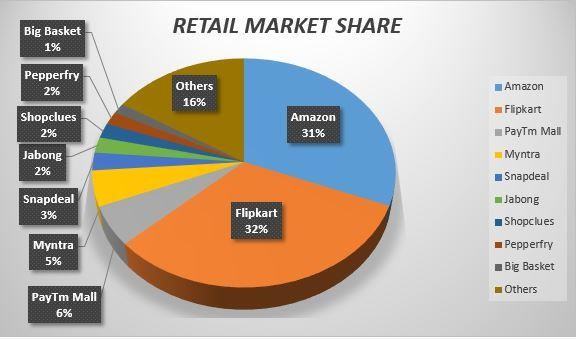 RETAIL MARKET SHARE
Big Basket
1%
Pepperfry
2%
Shopclues
2%
Jabong
2%
Snapdeal
3%
Myntra
5%
PayTm Mall
6%
Others
16%
Amazon
31%
Flipkart
32%
Amazon
Flipkart
PayTm Mall
Myntra
Snapdeal
Jabong
Shopclues
Pepperfry
Big Basket
Others